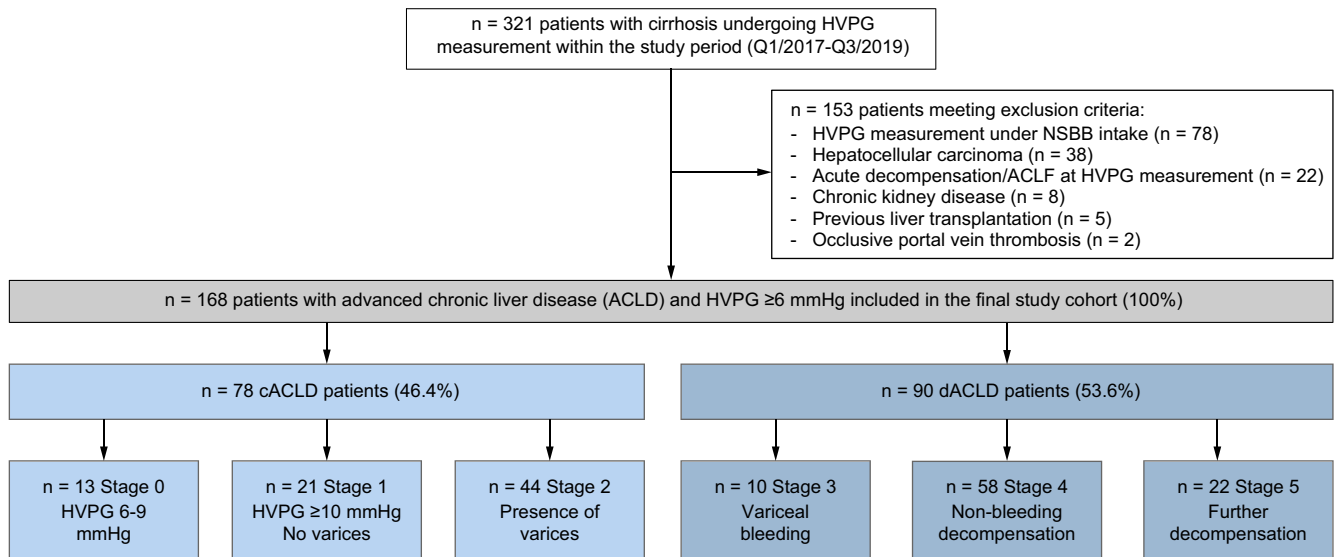 n = 321 patients with cirrhosis undergoing HVPG
measurement within the study period (Q1/2017-Q3/2019)
n = 153 patients meeting exclusion criteria:
- HVPG measurement under NSBB intake (n = 78)
- Hepatocellular carcinoma (n = 38)
- Acute decompensation/ACLF at HVPG measurement (n = 22)
- Chronic kidney disease (n = 8)
- Previous liver transplantation (n = 5)
- Occlusive portal vein thrombosis (n = 2)
n = 168 patients with advanced chronic liver disease (ACLD) and HVPG ≥6 mmHg included in the final study cohort (100%)
n = 78 cACLD patients (46.4%)
n = 90 dACLD patients (53.6%)
n = 13 Stage 0
HVPG 6-9
mmHg
n = 21 Stage 1
HVPG ≥10 mmHg
No varices
n = 44 Stage 2
Presence of
varices
n = 10 Stage 3
Variceal
bleeding
n = 58 Stage 4
Non-bleeding
decompensation
n = 22 Stage 5
Further
decompensation